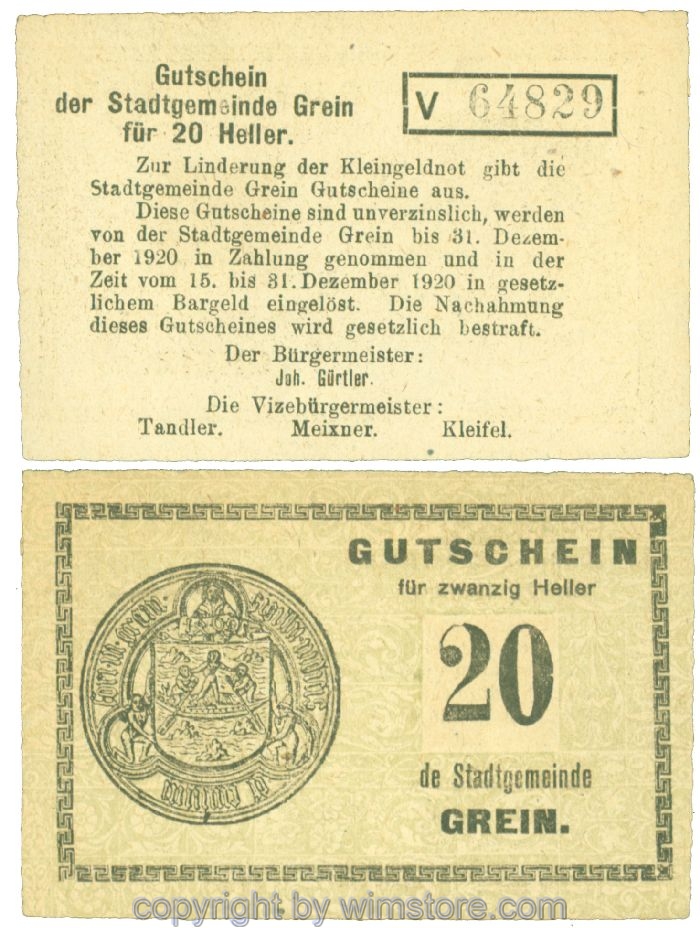 Gutschein
der Stadtgemeinde Grein
für 20 Heller.
V 64829
Zur Linderung der Kleingeldnot gibt die
Stadtgemeinde Grein Gutscheine aus.
Diese Gutscheine sind unverzinslich, werden
von der Stadtgemeinde Grein bis 31. Dezem-
ber 1920 in Zahlung genommen und in der
Zeit vom 15. bis 31. Dezember 1920 in gesetz-
lichem Bargeld eingelöst. Die Nachahmung
dieses Gutscheines wird gesetzlich bestraft.
Der Bürgermeister:
Joh. Gürtler.
Die Vizebürgermeister:
Tandler. Meixner. Kleifel.
GUTSCHEIN
für zwanzig Heller
20
de Stadtgemeinde
GREIN.
copyright by wimstore.com